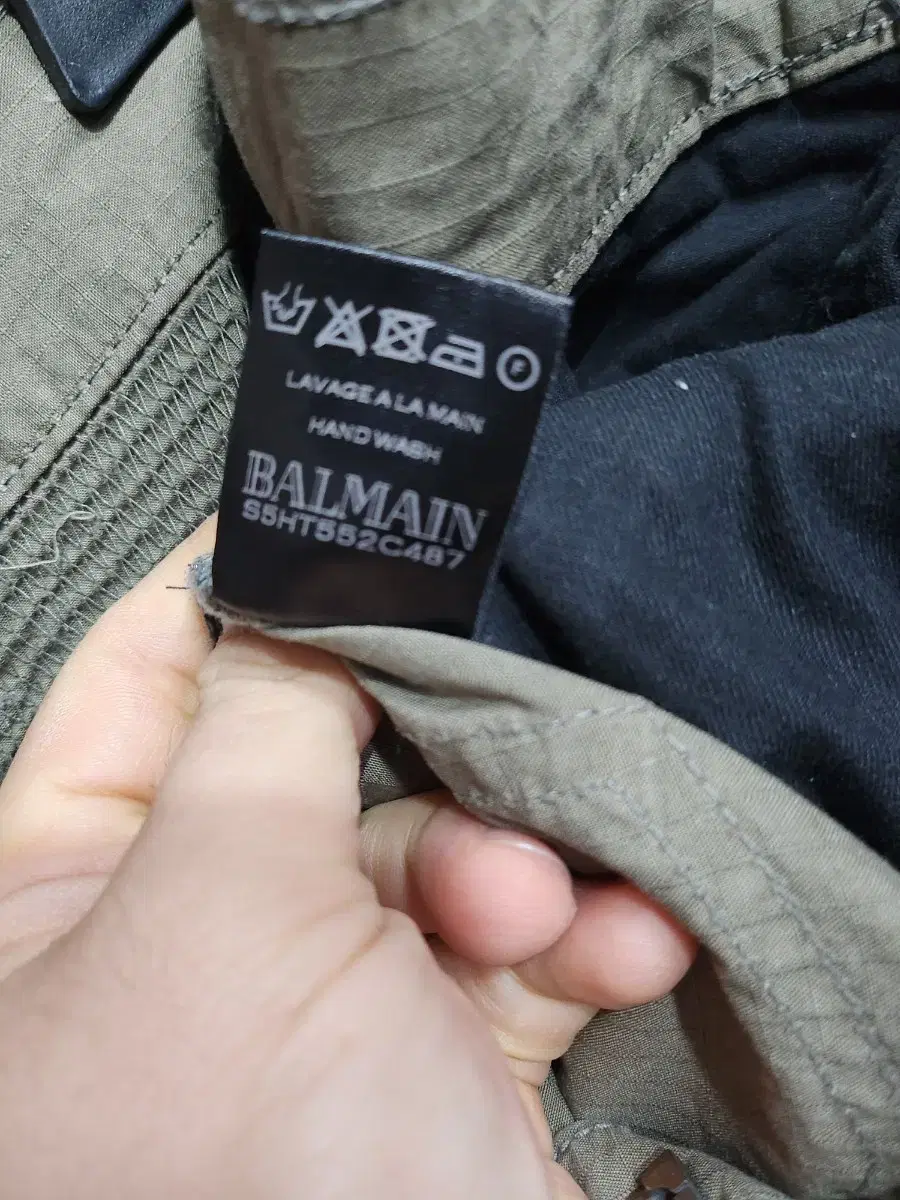 F
LAVAGE A LA MAIN
HAND WASH
BALMAIN
S5HT552C487